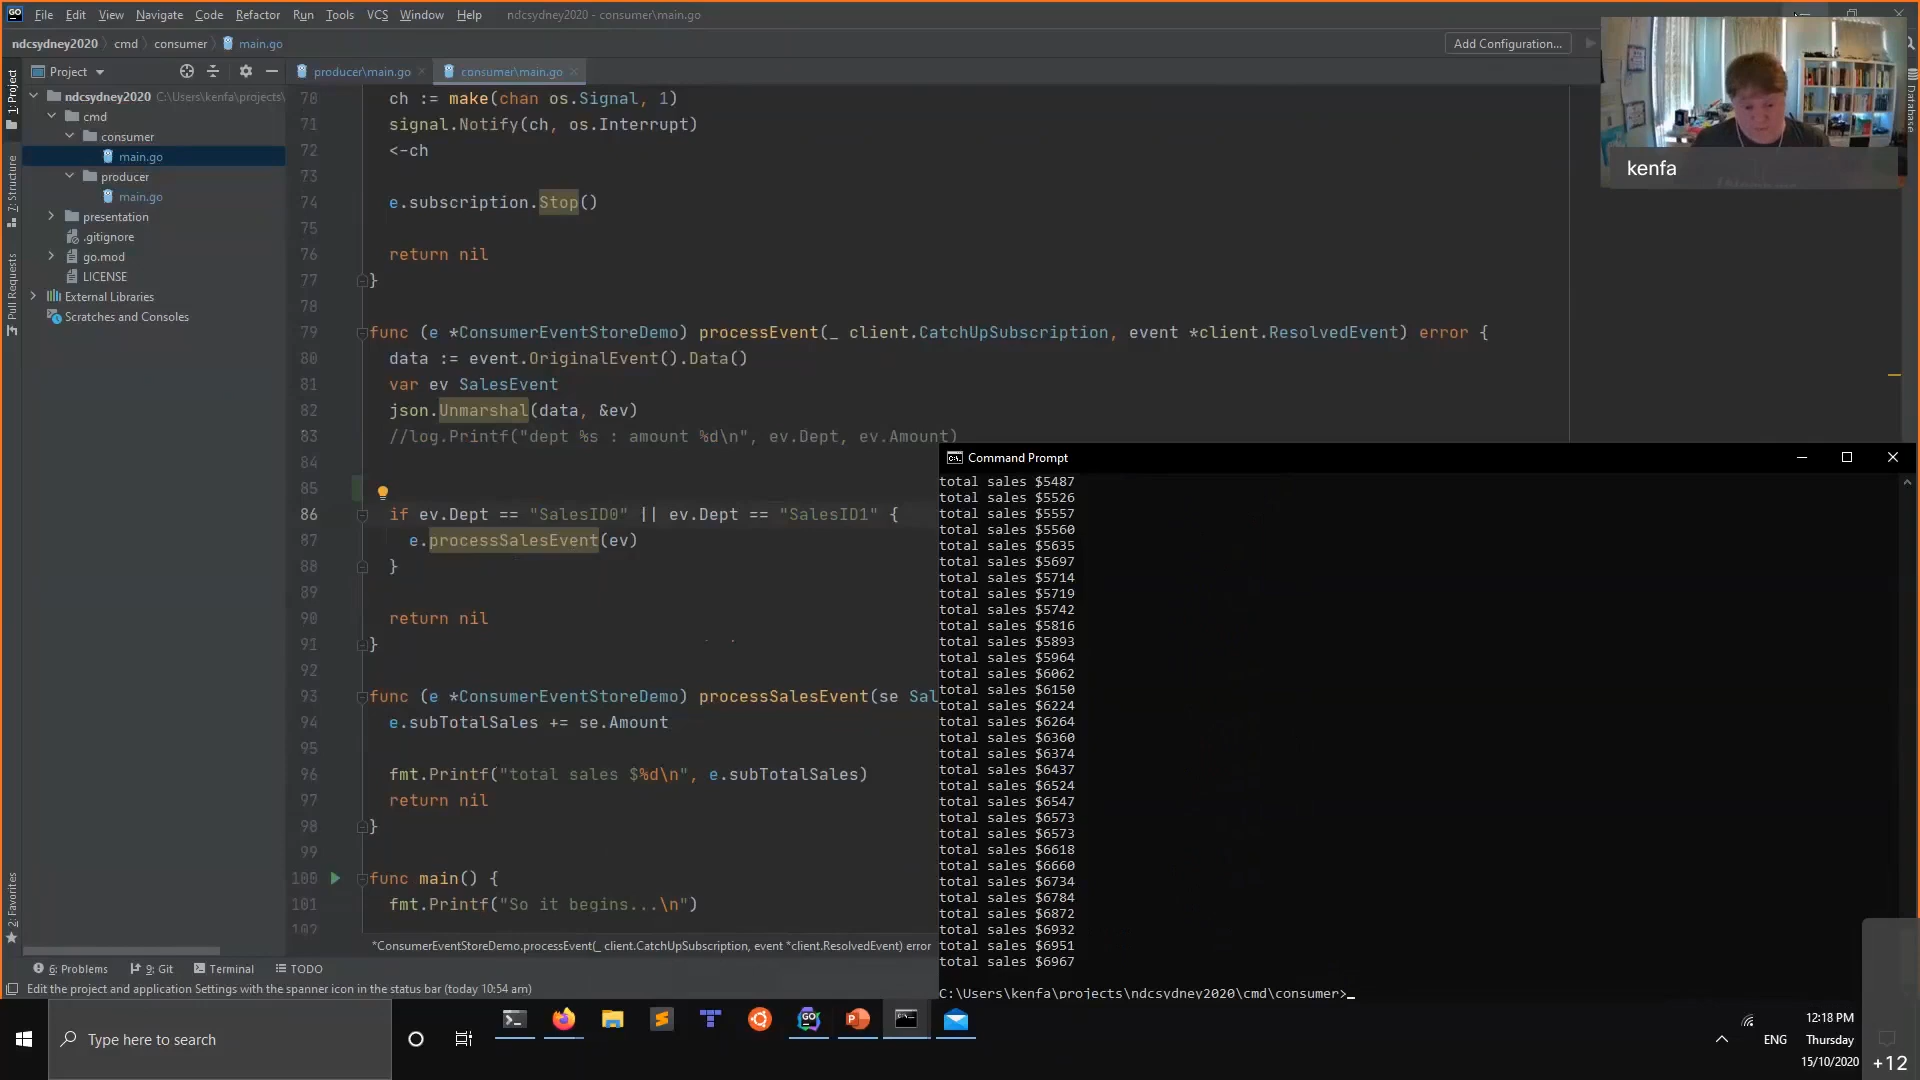 File Edit View Navigate Code Refactor Run Tools VCS Window Help ndcsydney2020 - consumer\main.go
ndcsydney2020 cmd consumer main.go Add Configuration...
Project producer\main.go consumer\main.go
ndcsydney2020 C:\Users\kenfa\projects\
cmd
consumer
main.go
producer
main.go
presentation
.gitignore
go.mod
LICENSE
External Libraries
Scratches and Consoles
1: Project
7: Structure
Pull Requests
2: Favorites
Database
kenfa
70 ch := make(chan os.Signal, 1)
71 signal.Notify(ch, os.Interrupt)
72 <-ch
73
74 e.subscription.Stop()
75
76 return nil
77 }
78
79 func (e *ConsumerEventStoreDemo) processEvent(_ client.CatchUpSubscription, event *client.ResolvedEvent) error {
80 data := event.OriginalEvent().Data()
81 var ev SalesEvent
82 json.Unmarshal(data, &ev)
83 //log.Printf("dept %s : amount %d\n", ev.Dept, ev.Amount)
84
85
86 if ev.Dept == "SalesID0" || ev.Dept == "SalesID1" {
87 e.processSalesEvent(ev)
88 }
89
90 return nil
91 }
92
93 func (e *ConsumerEventStoreDemo) processSalesEvent(se Sal
94 e.subTotalSales += se.Amount
95
96 fmt.Printf("total sales $%d\n", e.subTotalSales)
97 return nil
98 }
99
100 func main() {
101 fmt.Printf("So it begins...\n")
102
*ConsumerEventStoreDemo.processEvent(_ client.CatchUpSubscription, event *client.ResolvedEvent) error
Command Prompt
total sales $5487
total sales $5526
total sales $5557
total sales $5560
total sales $5635
total sales $5697
total sales $5714
total sales $5719
total sales $5742
total sales $5816
total sales $5893
total sales $5964
total sales $6062
total sales $6150
total sales $6224
total sales $6264
total sales $6360
total sales $6374
total sales $6437
total sales $6524
total sales $6547
total sales $6573
total sales $6573
total sales $6618
total sales $6660
total sales $6734
total sales $6784
total sales $6872
total sales $6932
total sales $6951
total sales $6967
C:\Users\kenfa\projects\ndcsydney2020\cmd\consumer>_
6: Problems 9: Git Terminal TODO
Edit the project and application Settings with the spanner icon in the status bar (today 10:54 am)
Type here to search
ENG
12:18 PM
Thursday
15/10/2020
+12